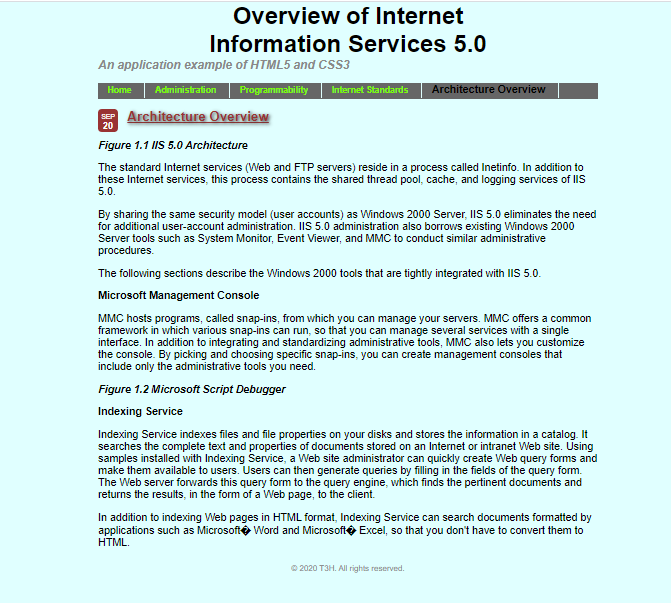 Overview of Internet
Information Services 5.0
An application example of HTML5 and CSS3
Home Administration Programmability Internet Standards Architecture Overview
SEP
20
Architecture Overview
Figure 1.1 IIS 5.0 Architecture
The standard Internet services (Web and FTP servers) reside in a process called Inetinfo. In addition to
these Internet services, this process contains the shared thread pool, cache, and logging services of IIS
5.0.
By sharing the same security model (user accounts) as Windows 2000 Server, IIS 5.0 eliminates the need
for additional user-account administration. IIS 5.0 administration also borrows existing Windows 2000
Server tools such as System Monitor, Event Viewer, and MMC to conduct similar administrative
procedures.
The following sections describe the Windows 2000 tools that are tightly integrated with IIS 5.0.
Microsoft Management Console
MMC hosts programs, called snap-ins, from which you can manage your servers. MMC offers a common
framework in which various snap-ins can run, so that you can manage several services with a single
interface. In addition to integrating and standardizing administrative tools, MMC also lets you customize
the console. By picking and choosing specific snap-ins, you can create management consoles that
include only the administrative tools you need.
Figure 1.2 Microsoft Script Debugger
Indexing Service
Indexing Service indexes files and file properties on your disks and stores the information in a catalog. It
searches the complete text and properties of documents stored on an Internet or intranet Web site. Using
samples installed with Indexing Service, a Web site administrator can quickly create Web query forms and
make them available to users. Users can then generate queries by filling in the fields of the query form.
The Web server forwards this query form to the query engine, which finds the pertinent documents and
returns the results, in the form of a Web page, to the client.
In addition to indexing Web pages in HTML format, Indexing Service can search documents formatted by
applications such as Microsoft� Word and Microsoft� Excel, so that you don't have to convert them to
HTML.
© 2020 T3H. All rights reserved.